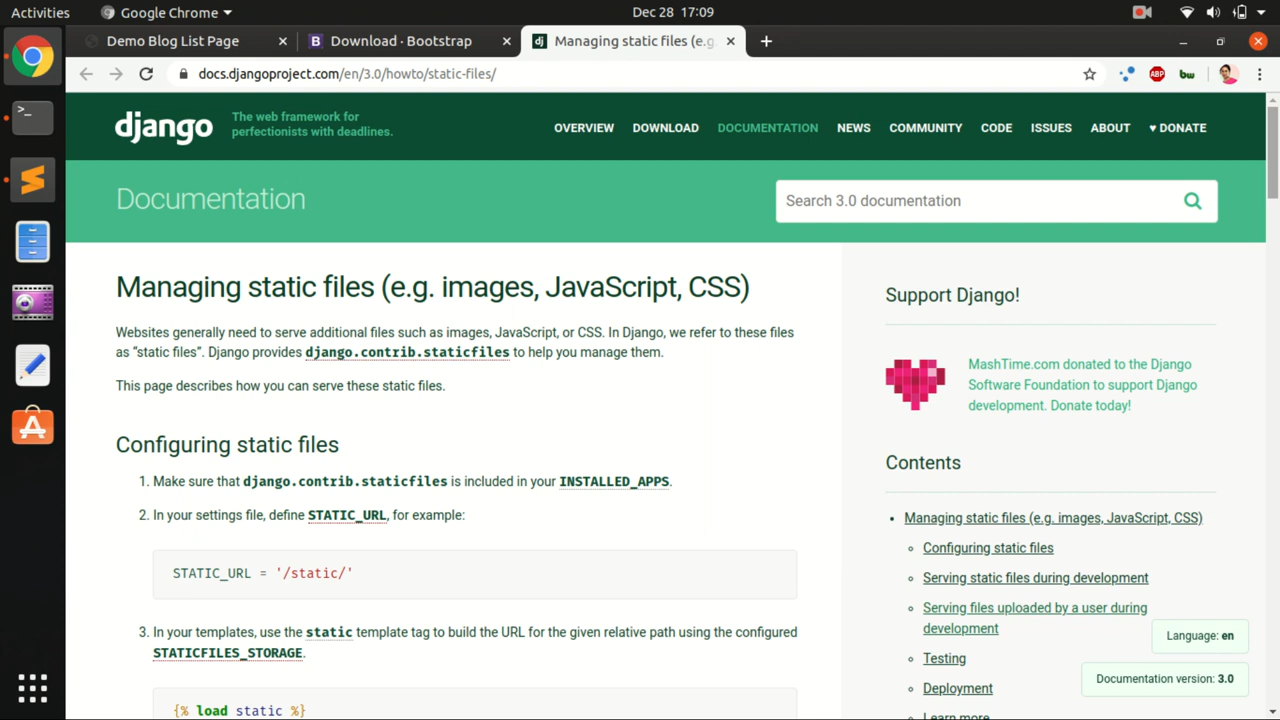 Activities
Google Chrome
Dec 28 17:09
Demo Blog List Page
Download · Bootstrap
Managing static files (e.g.
docs.djangoproject.com/en/3.0/howto/static-files/
ABP
bw
django
The web framework for
perfectionists with deadlines.
OVERVIEW DOWNLOAD DOCUMENTATION NEWS COMMUNITY CODE ISSUES ABOUT ♥ DONATE
Documentation
Search 3.0 documentation
Managing static files (e.g. images, JavaScript, CSS)
Websites generally need to serve additional files such as images, JavaScript, or CSS. In Django, we refer to these files
as “static files”. Django provides django.contrib.staticfiles to help you manage them.
This page describes how you can serve these static files.
Configuring static files
1. Make sure that django.contrib.staticfiles is included in your INSTALLED_APPS.
2. In your settings file, define STATIC_URL, for example:
STATIC_URL = '/static/'
3. In your templates, use the static template tag to build the URL for the given relative path using the configured
STATICFILES_STORAGE.
{% load static %}
Support Django!
MashTime.com donated to the Django
Software Foundation to support Django
development. Donate today!
Contents
Managing static files (e.g. images, JavaScript, CSS)
Configuring static files
Serving static files during development
Serving files uploaded by a user during
development
Testing
Deployment
Learn more
Language: en
Documentation version: 3.0